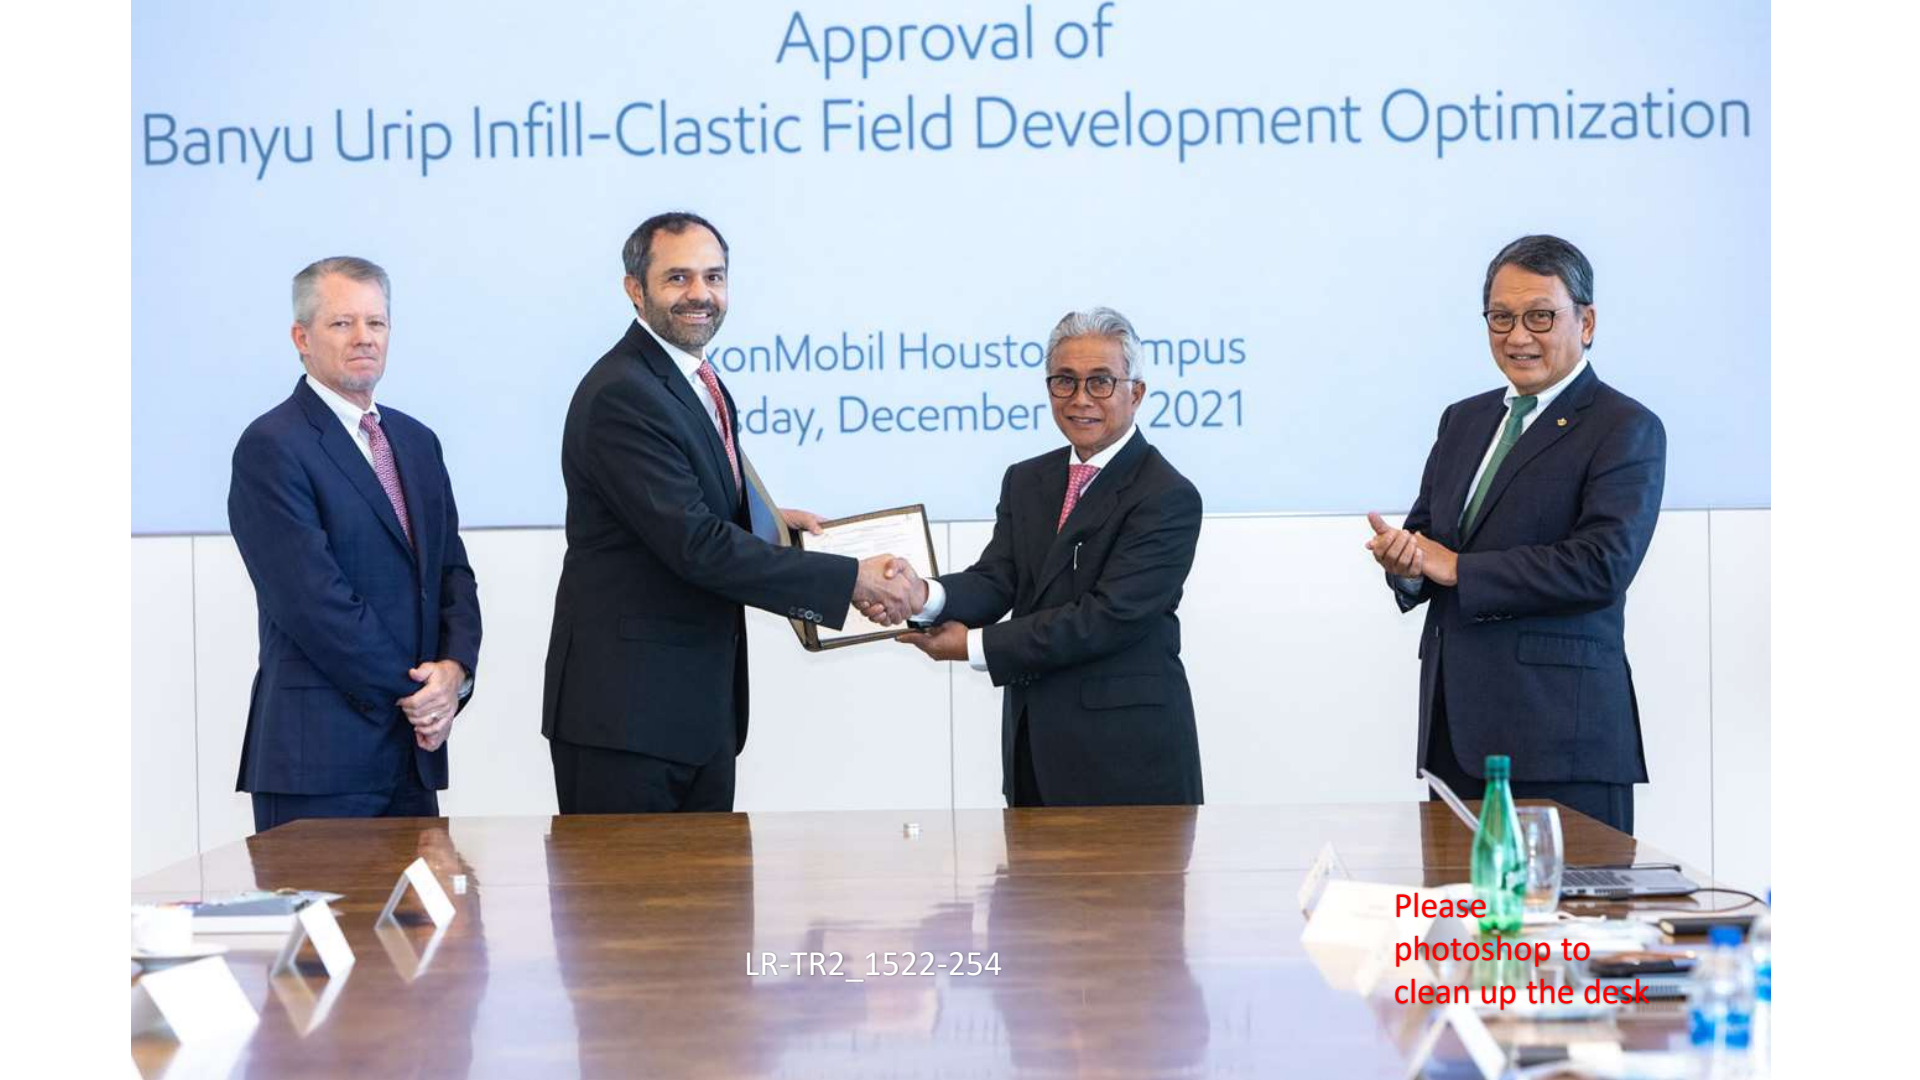 Approval of
Banyu Urip Infill-Clastic Field Development Optimization
xonMobil Housto mpus
sday, December 2021
LR-TR2_1522-254
Please
photoshop to
clean up the desk